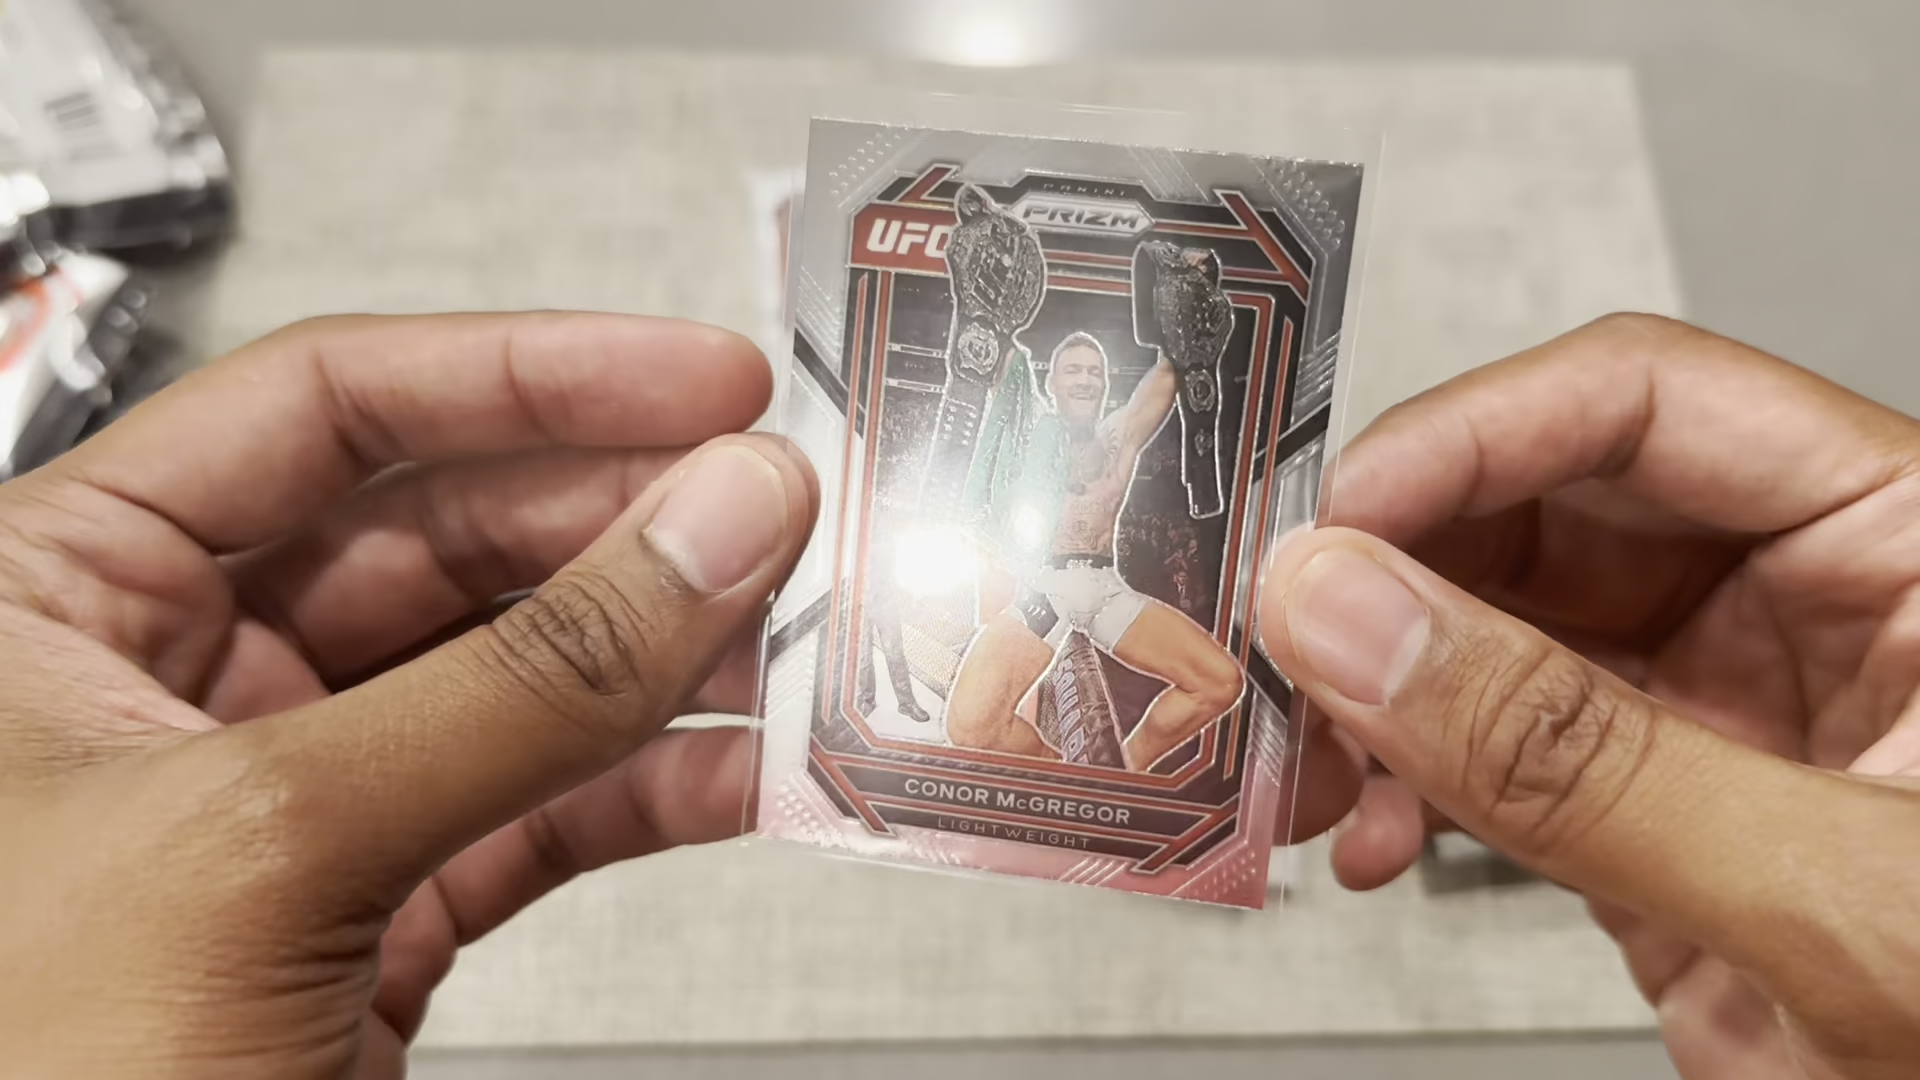 PANINI
PRIZM
UFC
CONOR McGREGOR
LIGHTWEIGHT